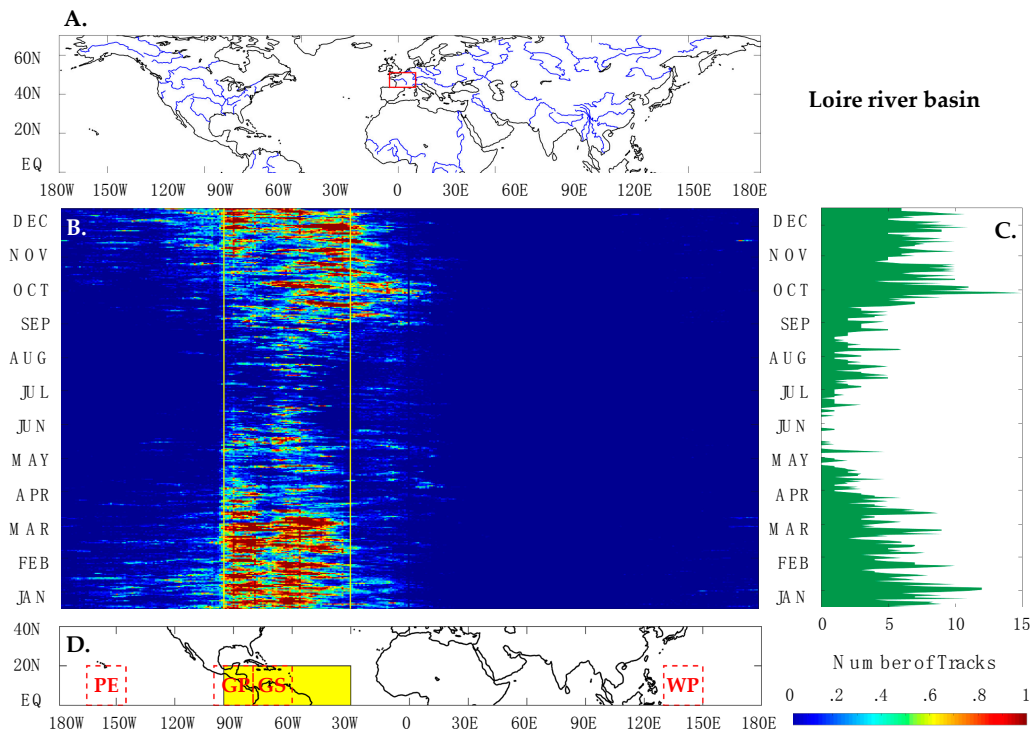 A.
60N
40N
20N
EQ
180W 150W 120W 90W 60W 30W 0 30E 60E 90E 120E 150E 180E
Loire river basin
B.
DEC
NOV
OCT
SEP
AUG
JUL
JUN
MAY
APR
MAR
FEB
JAN
C.
DEC
NOV
OCT
SEP
AUG
JUL
JUN
MAY
APR
MAR
FEB
JAN
0 5 10 15
Number of Tracks
D.
40N
20N
EQ
PE GR GS WP
180W 150W 120W 90W 60W 30W 0 30E 60E 90E 120E 150E 180E
0 .2 .4 .6 .8 1